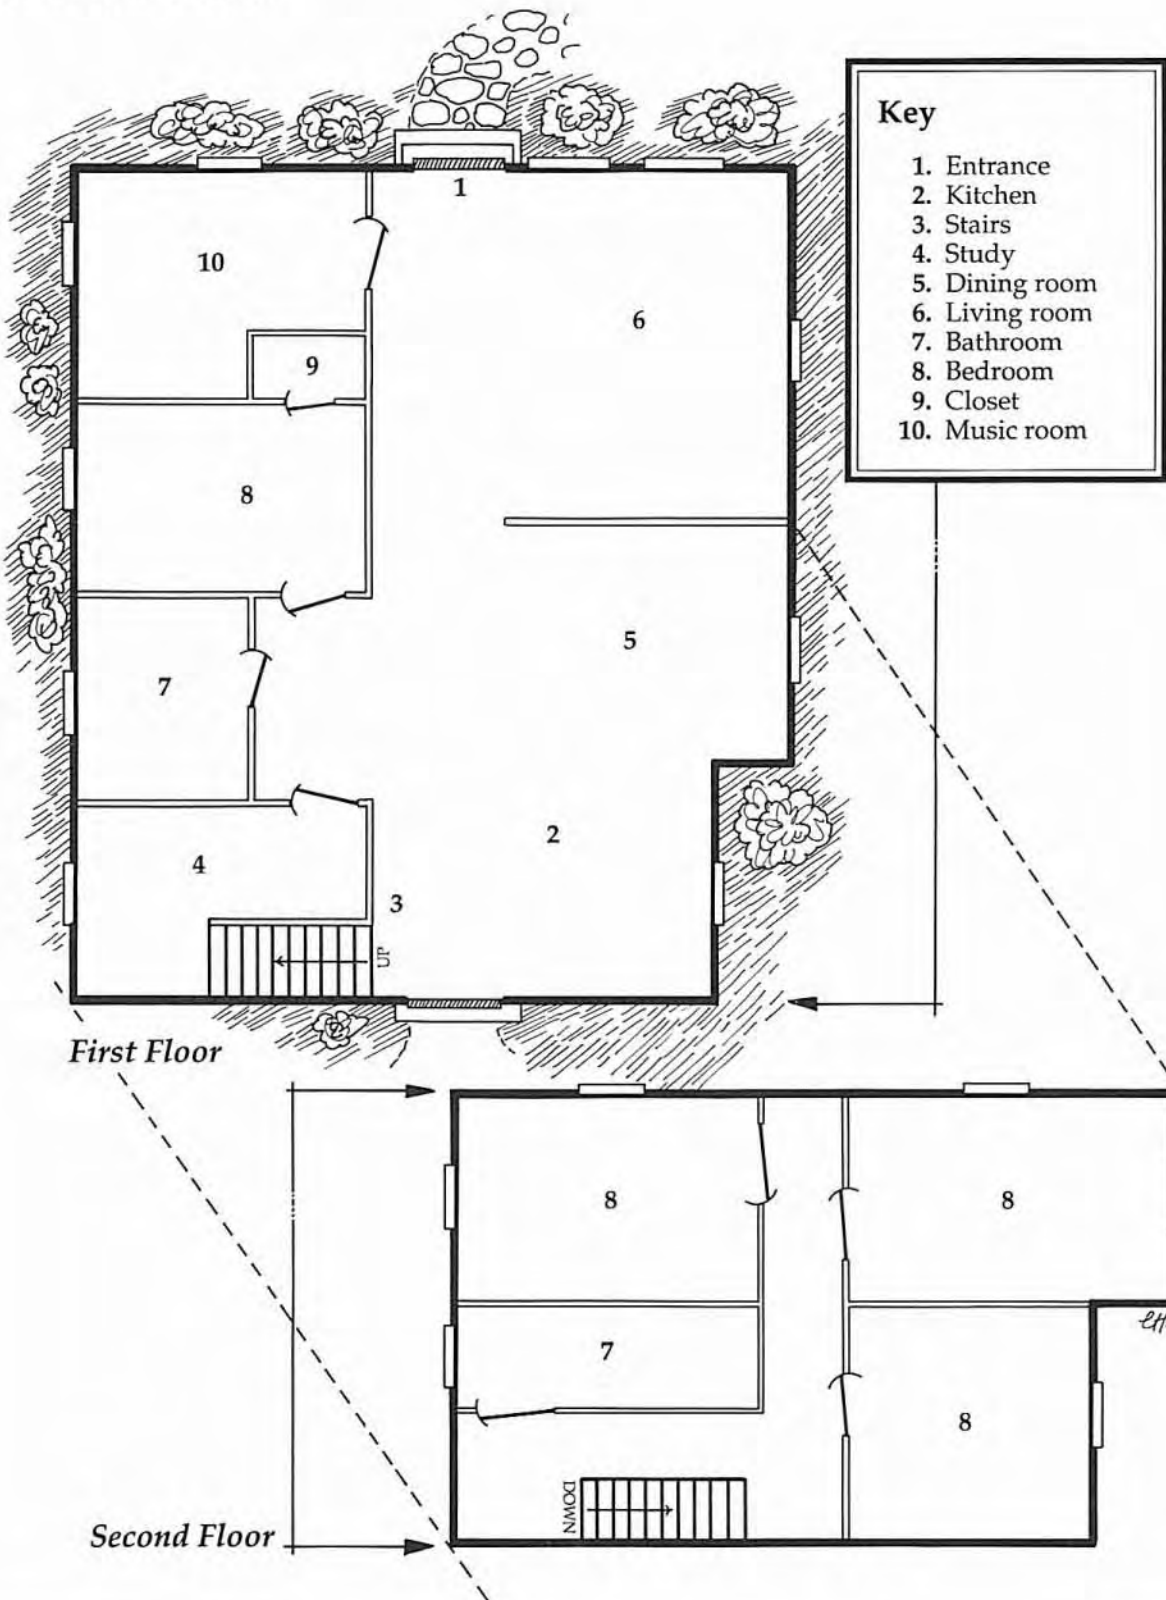 Key
1. Entrance
2. Kitchen
3. Stairs
4. Study
5. Dining room
6. Living room
7. Bathroom
8. Bedroom
9. Closet
10. Music room
1
10
6
9
8
5
7
2
4
3
UP
First Floor
8
8
7
8
DOWN
Second Floor